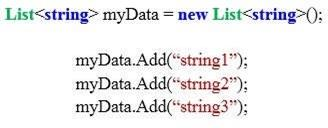 List<string> myData = new List<string>();
myData.Add(“string1”);
myData.Add(“string2”);
myData.Add(“string3”);